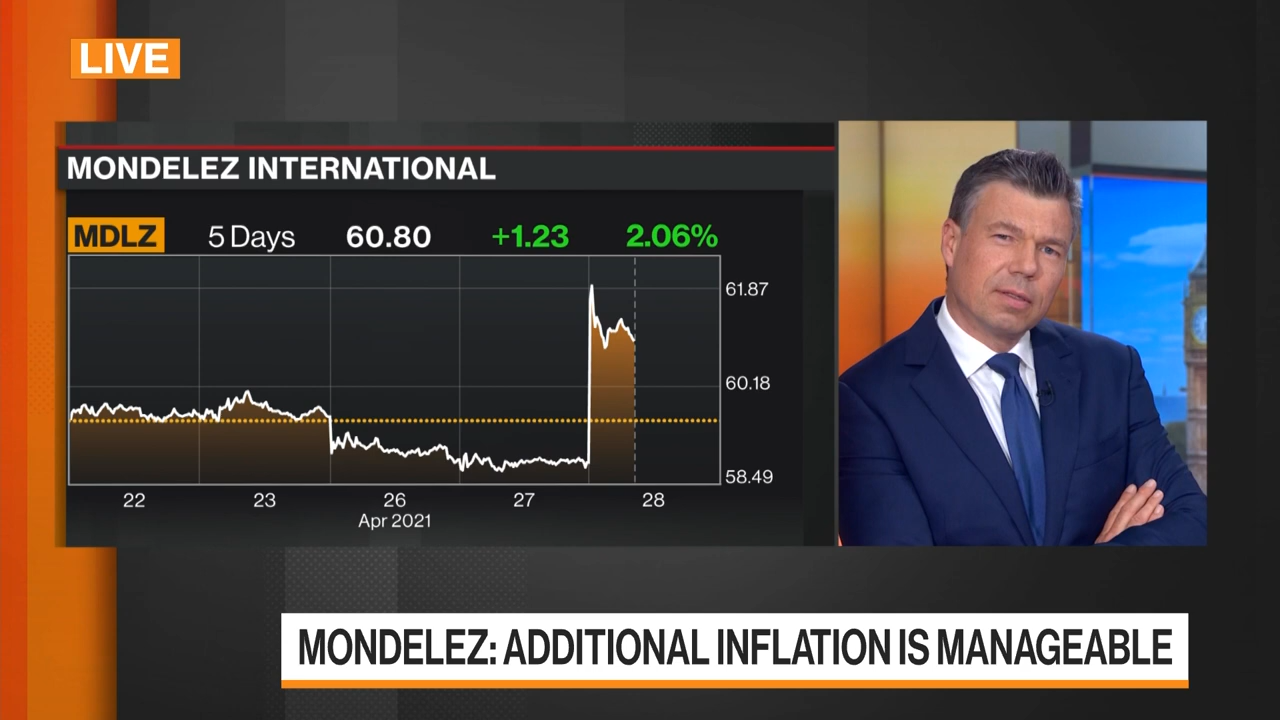 LIVE
MONDELEZ INTERNATIONAL
MDLZ 5 Days 60.80 +1.23 2.06%
61.87
60.18
58.49
22 23 26 27 28
Apr 2021
MONDELEZ: ADDITIONAL INFLATION IS MANAGEABLE